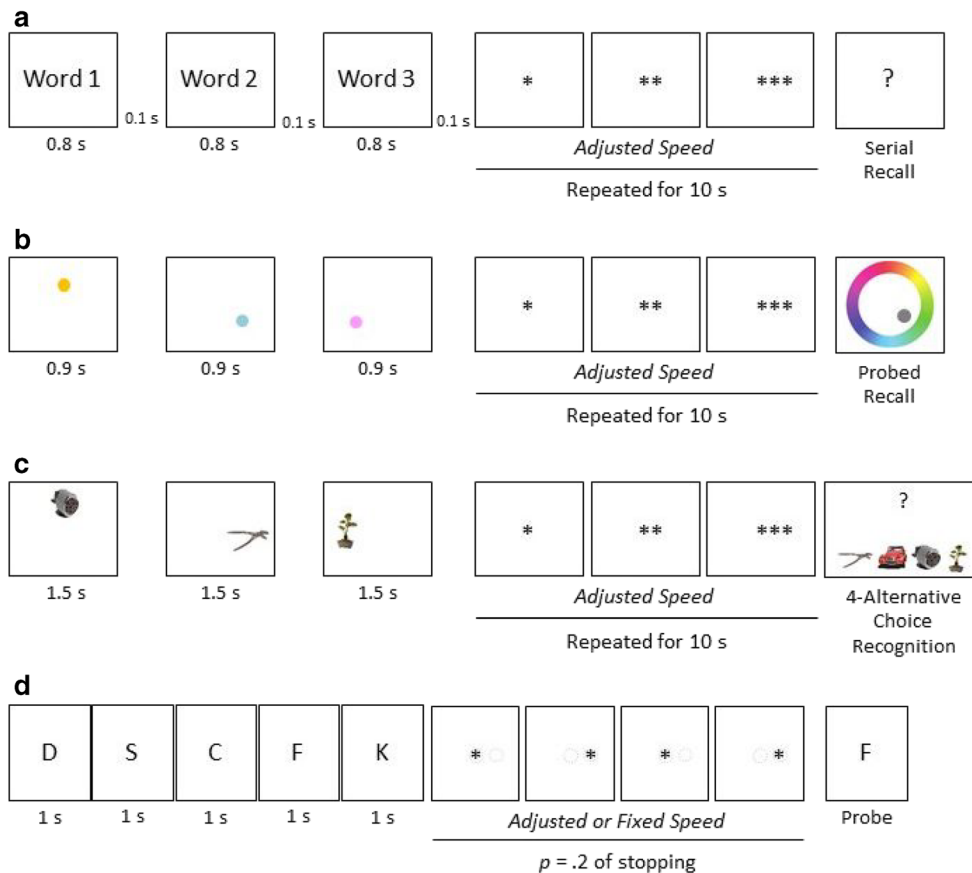 a
Word 1 Word 2 Word 3 * ** *** ?
0.1 s 0.1 s 0.1 s
0.8 s 0.8 s 0.8 s Adjusted Speed Serial
Recall
Repeated for 10 s
b
* ** ***
0.9 s 0.9 s 0.9 s Adjusted Speed Probed
Recall
Repeated for 10 s
c
* ** *** ?
1.5 s 1.5 s 1.5 s Adjusted Speed 4-Alternative
Choice
Repeated for 10 s Recognition
d
D S C F K * * * * F
1 s 1 s 1 s 1 s 1 s Adjusted or Fixed Speed Probe
p = .2 of stopping